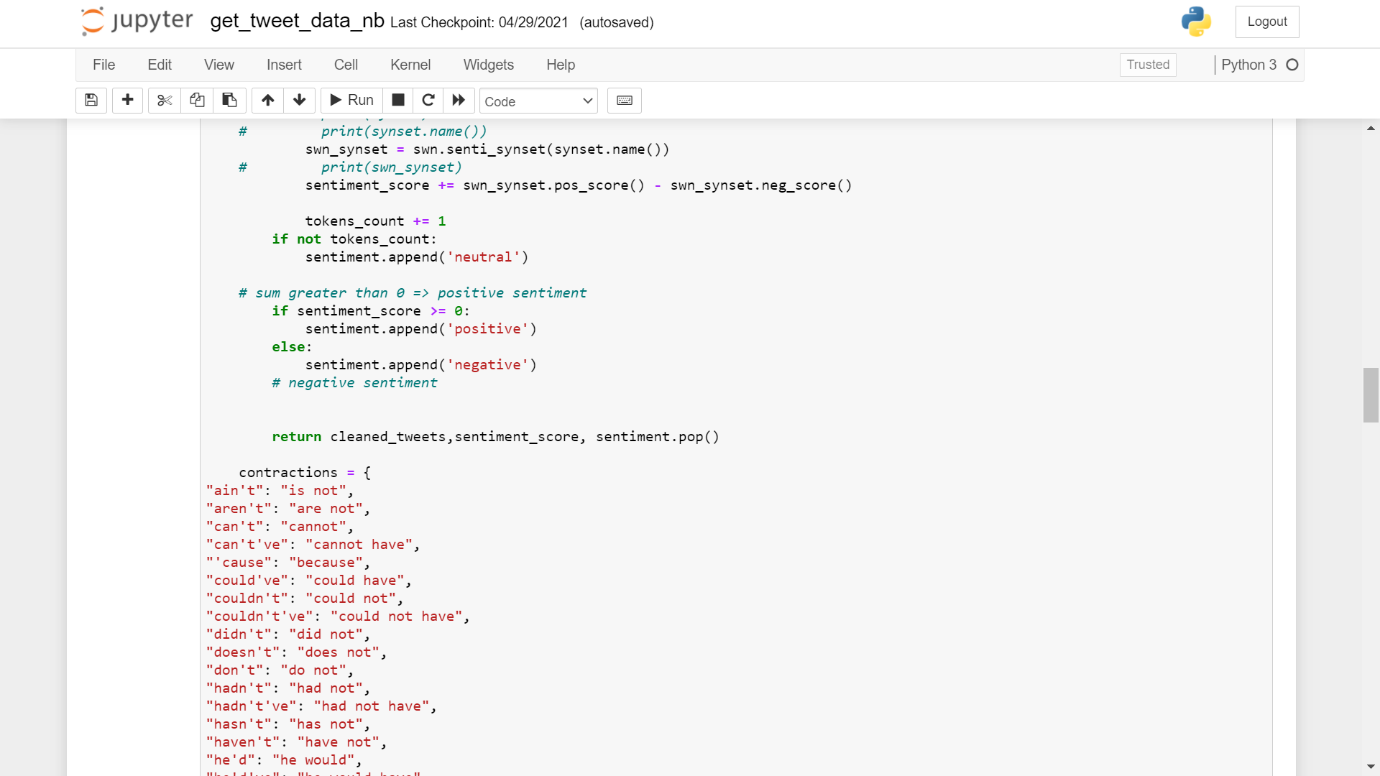 jupyter get_tweet_data_nb Last Checkpoint: 04/29/2021 (autosaved)
Logout
File Edit View Insert Cell Kernel Widgets Help
Trusted
Python 3
Run
Code
#         print(synset.name())
            swn_synset = swn.senti_synset(synset.name())
#         print(swn_synset)
            sentiment_score += swn_synset.pos_score() - swn_synset.neg_score()
            tokens_count += 1
        if not tokens_count:
            sentiment.append('neutral')
    # sum greater than 0 => positive sentiment
        if sentiment_score >= 0:
            sentiment.append('positive')
        else:
            sentiment.append('negative')
        # negative sentiment
        return cleaned_tweets,sentiment_score, sentiment.pop()
    contractions = {
"ain't": "is not",
"aren't": "are not",
"can't": "cannot",
"can't've": "cannot have",
"'cause": "because",
"could've": "could have",
"couldn't": "could not",
"couldn't've": "could not have",
"didn't": "did not",
"doesn't": "does not",
"don't": "do not",
"hadn't": "had not",
"hadn't've": "had not have",
"hasn't": "has not",
"haven't": "have not",
"he'd": "he would",